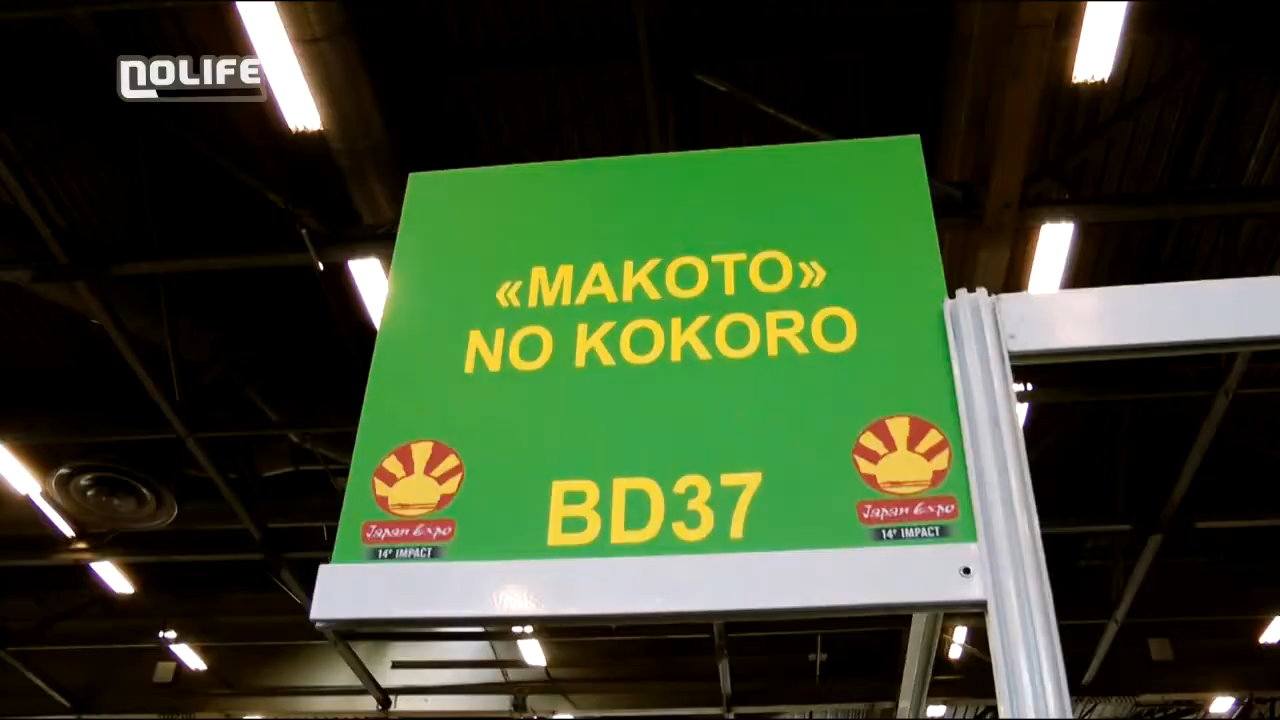 NOLIFE
«MAKOTO»
NO KOKORO
BD37
Japan Expo
14e IMPACT
Japan Expo
14e IMPACT